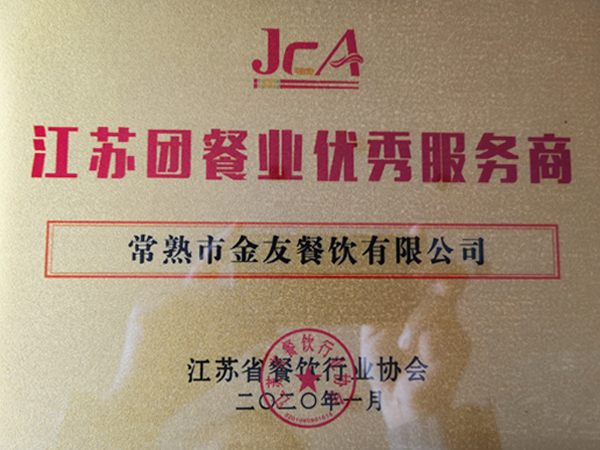 JCA
江苏团餐业优秀服务商
常熟市金友餐饮有限公司
江苏省餐饮行业协会
二〇二〇年一月